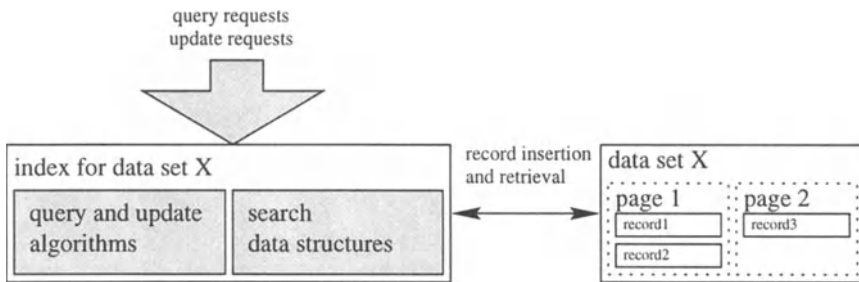 query requests
update requests
index for data set X
query and update
algorithms
search
data structures
record insertion
and retrieval
data set X
page 1
record1
record2
page 2
record3